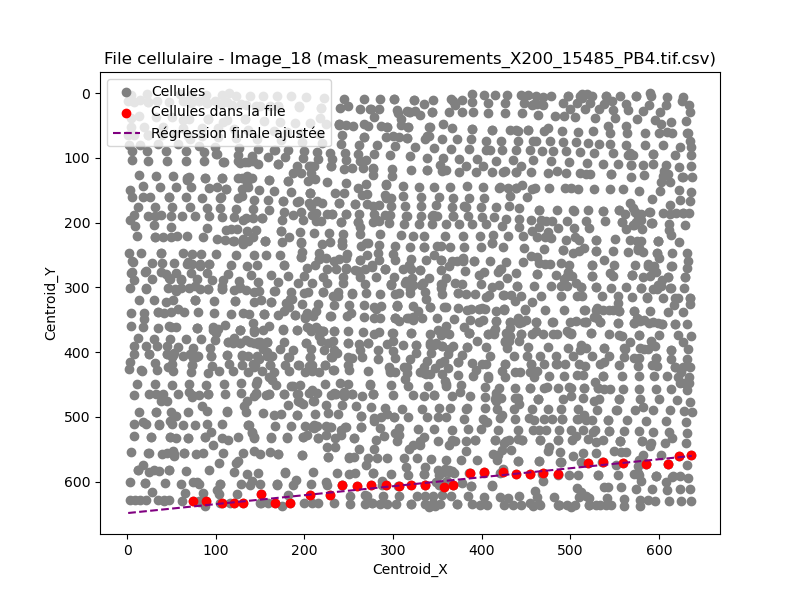 File cellulaire - Image_18 (mask_measurements_X200_15485_PB4.tif.csv)
Cellules
Cellules dans la file
Régression finale ajustée
0
100
200
300
400
500
600
Centroid_Y
0 100 200 300 400 500 600
Centroid_X